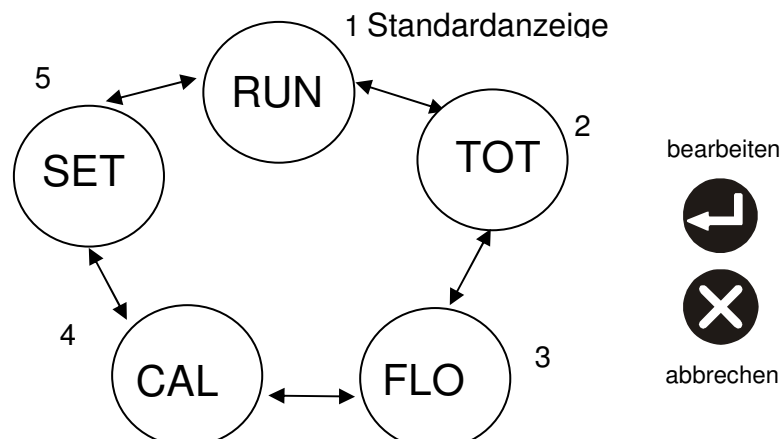 1 Standardanzeige
RUN
5
2
TOT
SET
bearbeiten
4
3
CAL
FLO
abbrechen